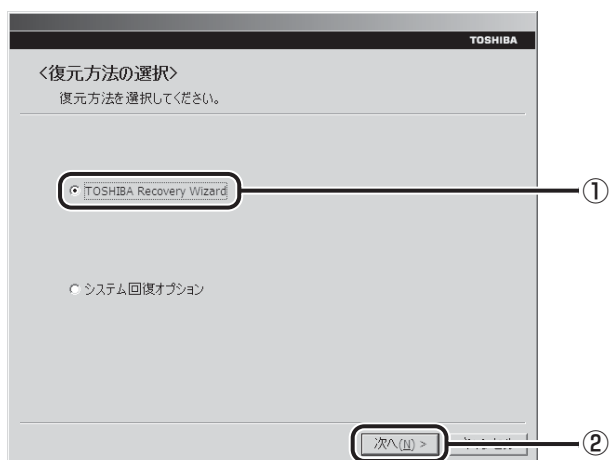 TOSHIBA
<復元方法の選択>
復元方法を選択してください。
TOSHIBA Recovery Wizard
①
システム回復オプション
次へ(N) >
②